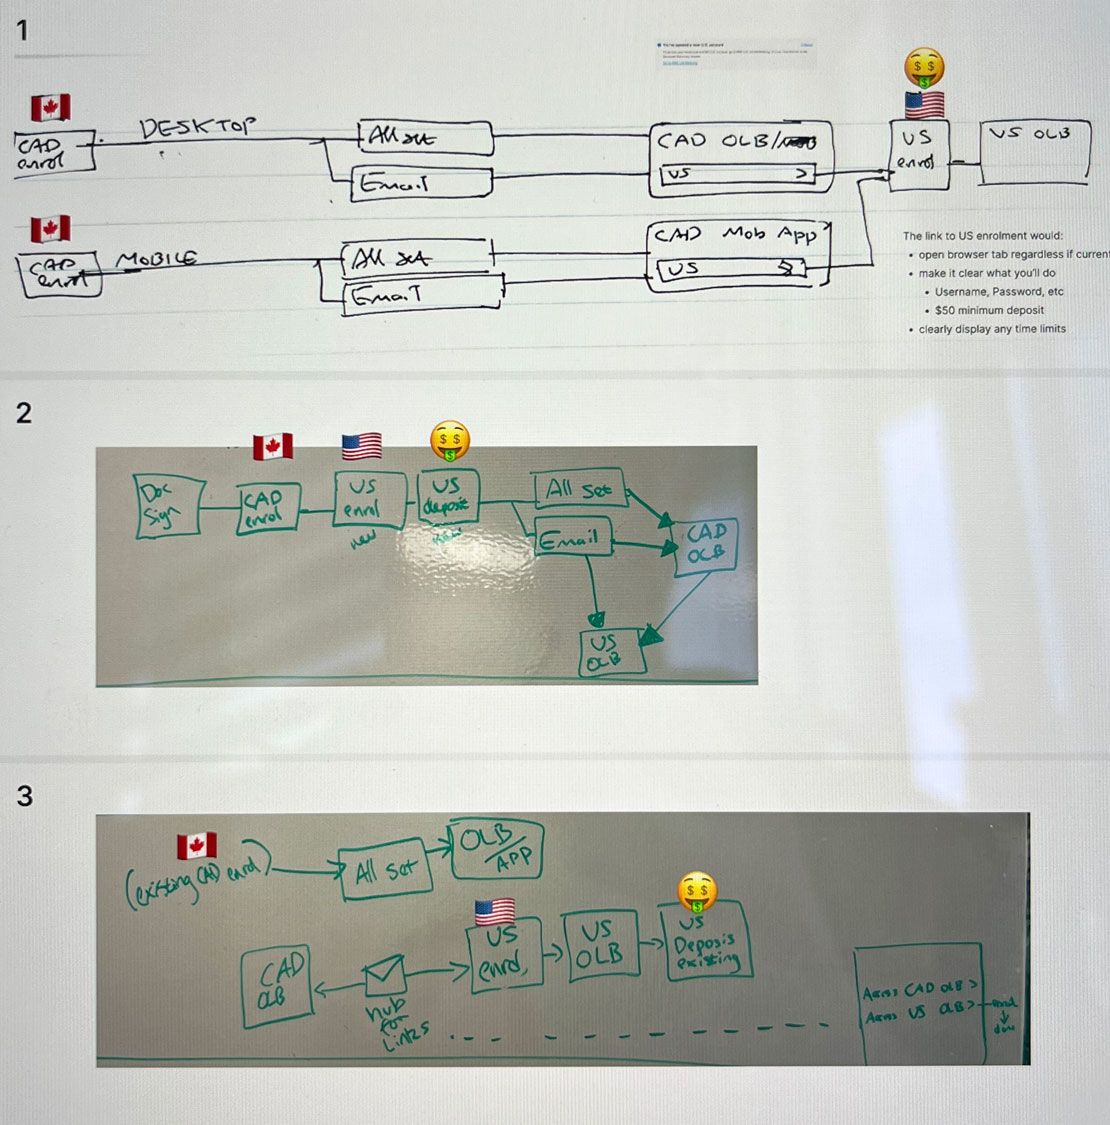 1
You've opened a new U.S. account
CAD
enrol
DESKTOP
All set
Email
CAD OLB/
US >
US
enrol
US OLB
CAD
enrol
MOBILE
All set
Email
CAD Mob App
US >
The link to US enrolment would:
• open browser tab regardless if curren
• make it clear what you'll do
• Username, Password, etc
• $50 minimum deposit
• clearly display any time limits
2
Doc
Sign
CAD
enrol
US
enrol
new
US
deposit
new
All set
Email
CAD
OLB
US
OLB
3
(existing CAD enrol)
All set
OLB/
APP
CAD
OLB
hub
for
links
US
enrol,
US
OLB
$ $
US
Deposis
existing
Access CAD OLB >
Access US OLB >
enrol
done